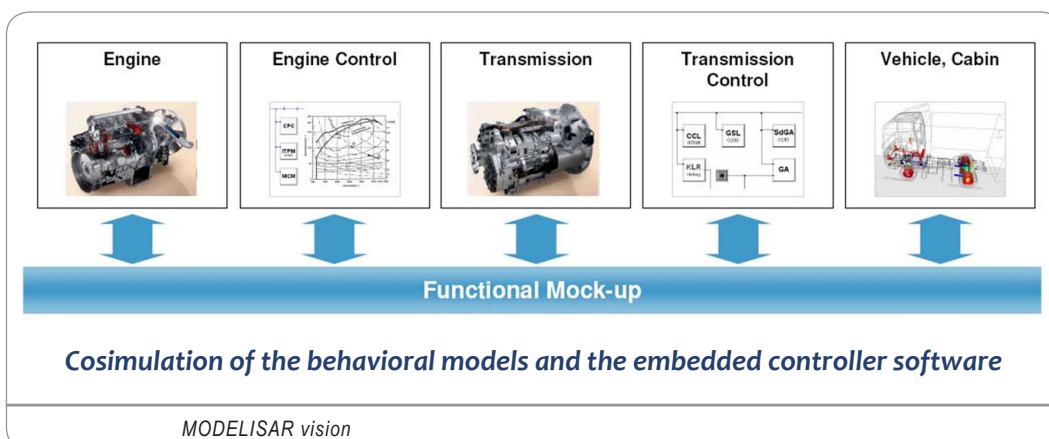 Engine
Engine Control
Transmission
Transmission
Control
Vehicle, Cabin
CPC
ITPM
MCM
CCL
GSL
SdGA
KLR
GA
Functional Mock-up
Cosimulation of the behavioral models and the embedded controller software
MODELISAR vision